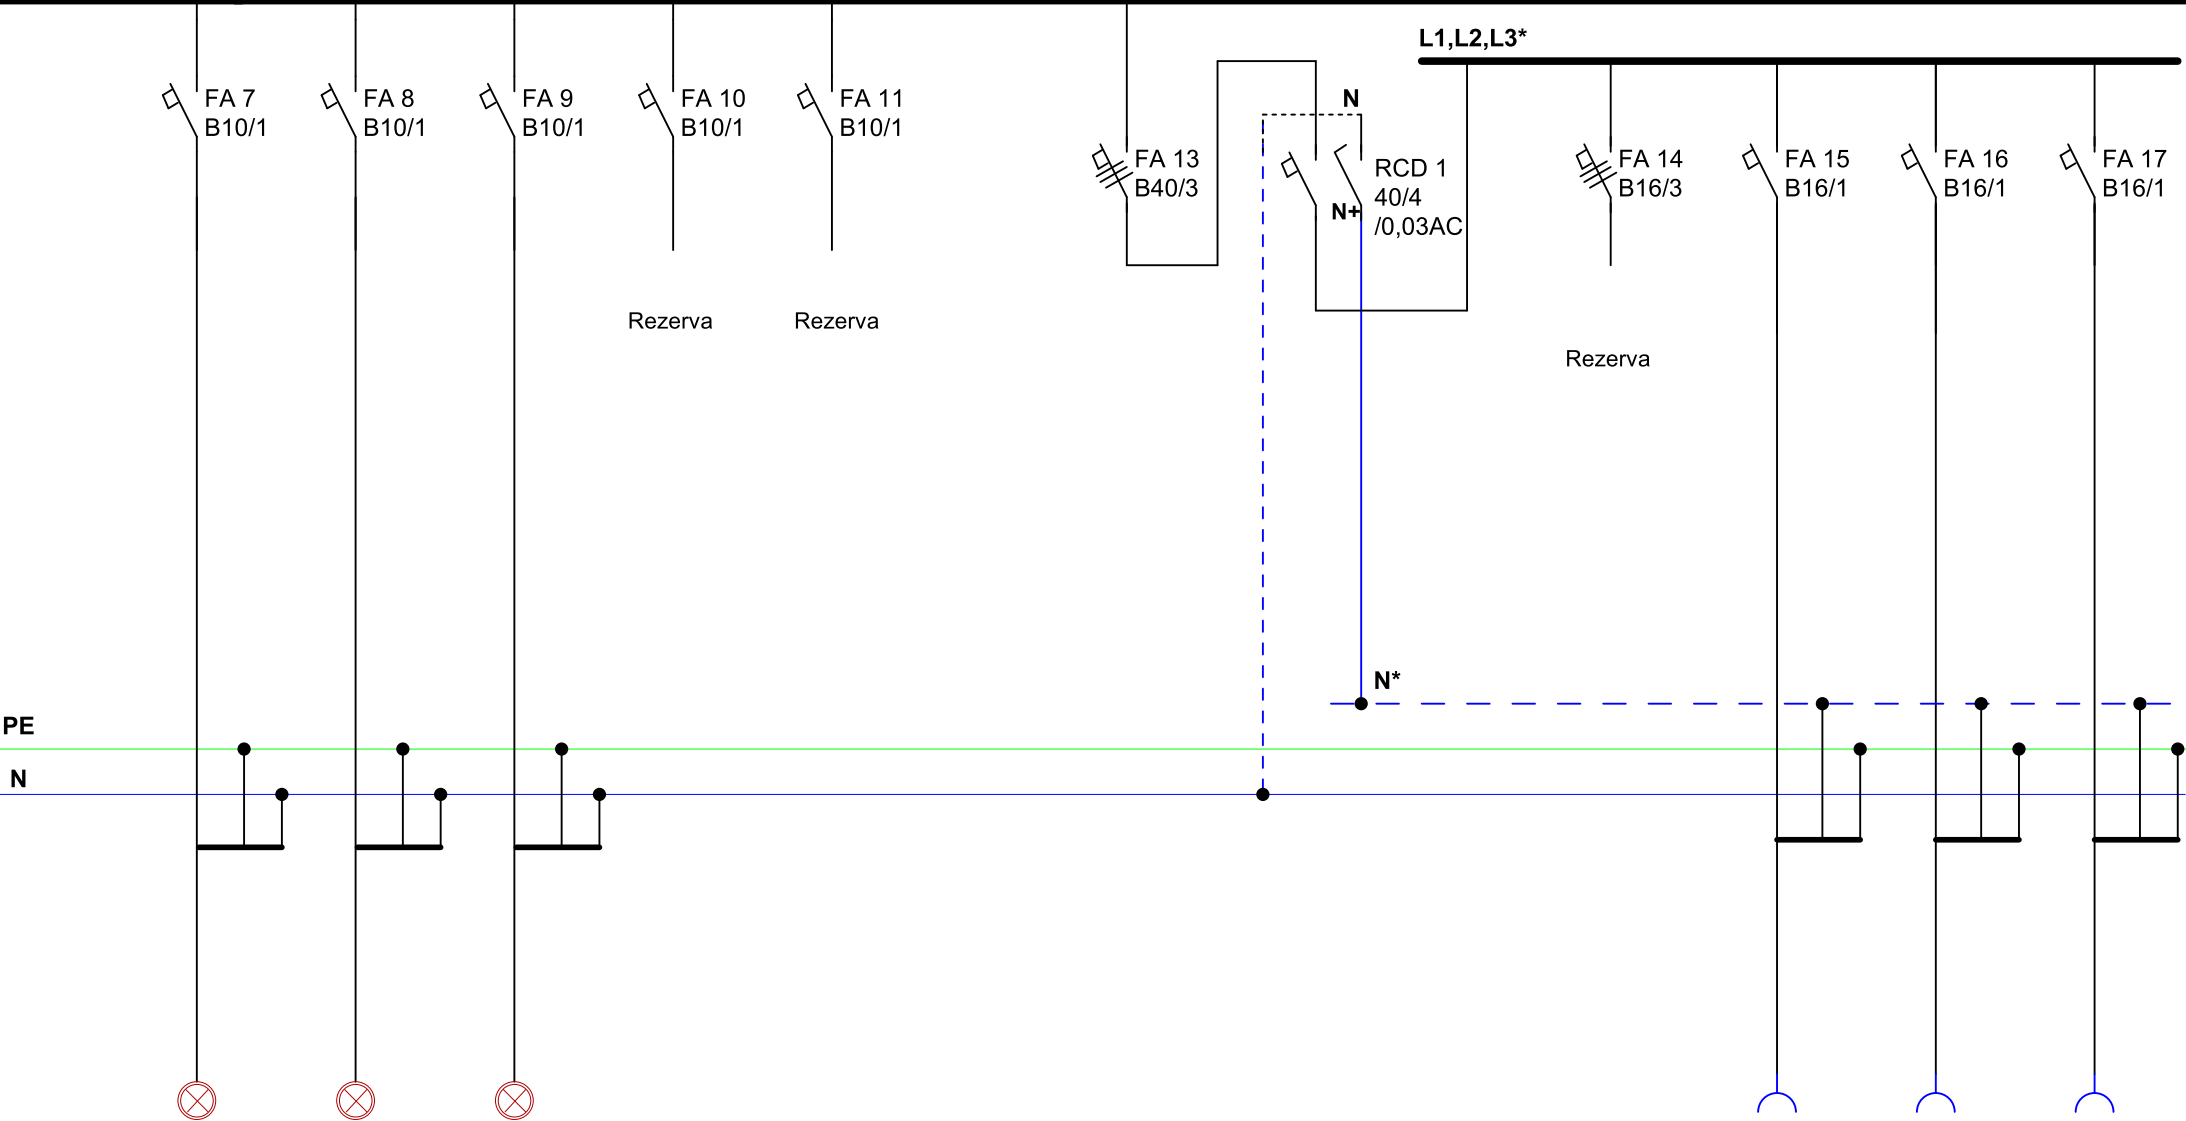 L1,L2,L3*
FA 7
B10/1
FA 8
B10/1
FA 9
B10/1
FA 10
B10/1
FA 11
B10/1
N
FA 13
B40/3
RCD 1
40/4
/0,03AC
N+
FA 14
B16/3
FA 15
B16/1
FA 16
B16/1
FA 17
B16/1
Rezerva
Rezerva
Rezerva
N*
PE
N